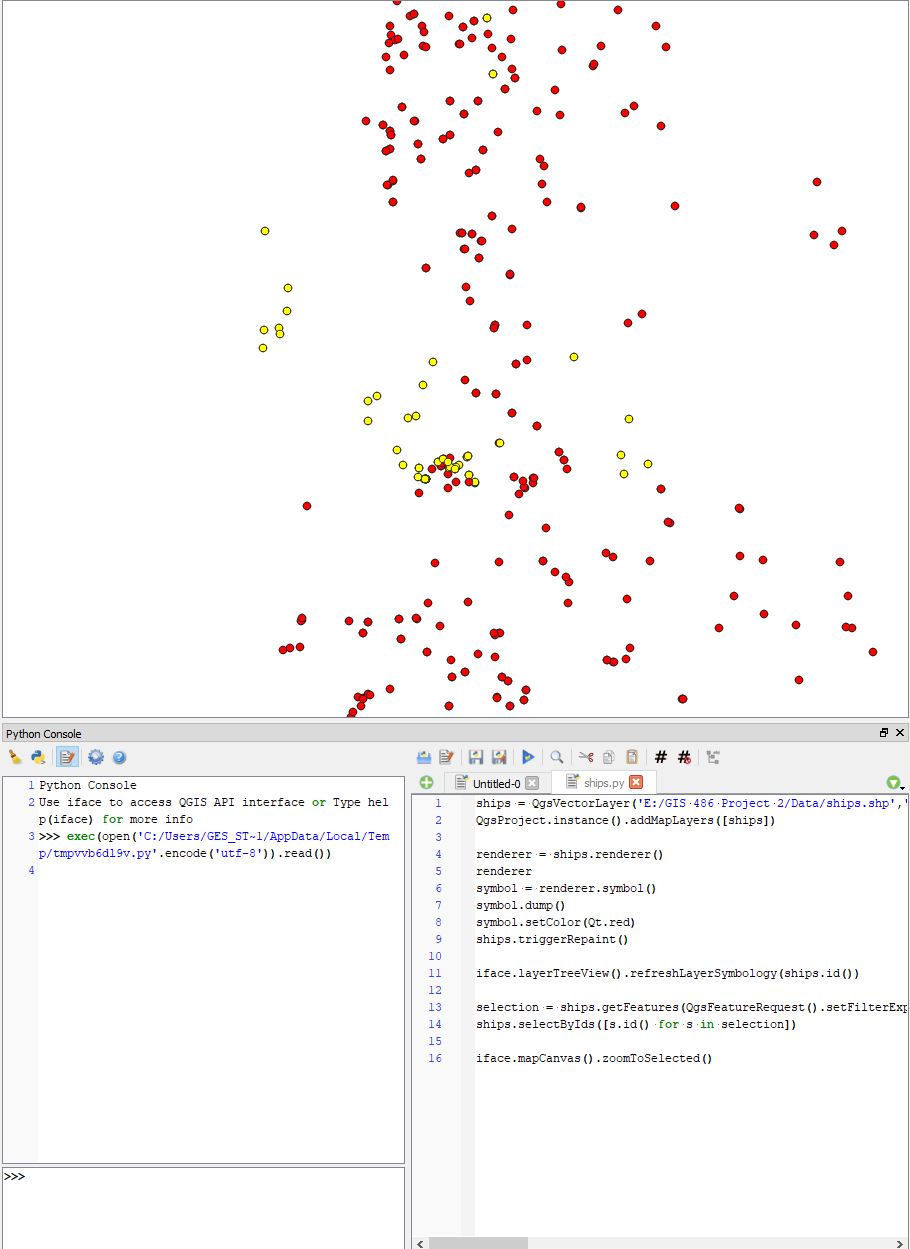 Python Console
1 Python Console
2 Use iface to access QGIS API interface or Type hel
p(iface) for more info
3 >>> exec(open('C:/Users/GES_ST~1/AppData/Local/Tem
p/tmpvvb6dl9v.py'.encode('utf-8')).read())
4
>>>
Untitled-0
ships.py
1 ships = QgsVectorLayer('E:/GIS 486 Project 2/Data/ships.shp','
2 QgsProject.instance().addMapLayers([ships])
3
4 renderer = ships.renderer()
5 renderer
6 symbol = renderer.symbol()
7 symbol.dump()
8 symbol.setColor(Qt.red)
9 ships.triggerRepaint()
10
11 iface.layerTreeView().refreshLayerSymbology(ships.id())
12
13 selection = ships.getFeatures(QgsFeatureRequest().setFilterExp
14 ships.selectByIds([s.id() for s in selection])
15
16 iface.mapCanvas().zoomToSelected()